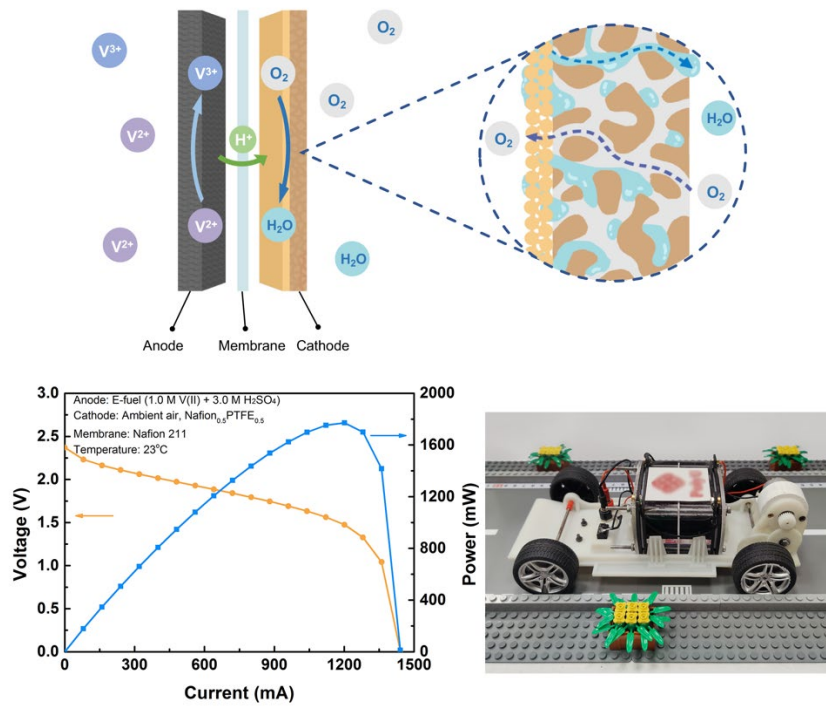 V³⁺
V²⁺
V²⁺
V³⁺
V²⁺
H⁺
O₂
H₂O
O₂
O₂
H₂O
O₂
O₂
H₂O
Anode
Membrane
Cathode
Anode: E-fuel (1.0 M V(II) + 3.0 M H₂SO₄)
Cathode: Ambient air, Nafion₀.₅PTFE₀.₅
Membrane: Nafion 211
Temperature: 23°C
Voltage (V)
3.0
2.5
2.0
1.5
1.0
0.5
0.0
0
300
600
900
1200
1500
Current (mA)
2000
1600
1200
800
400
0
Power (mW)